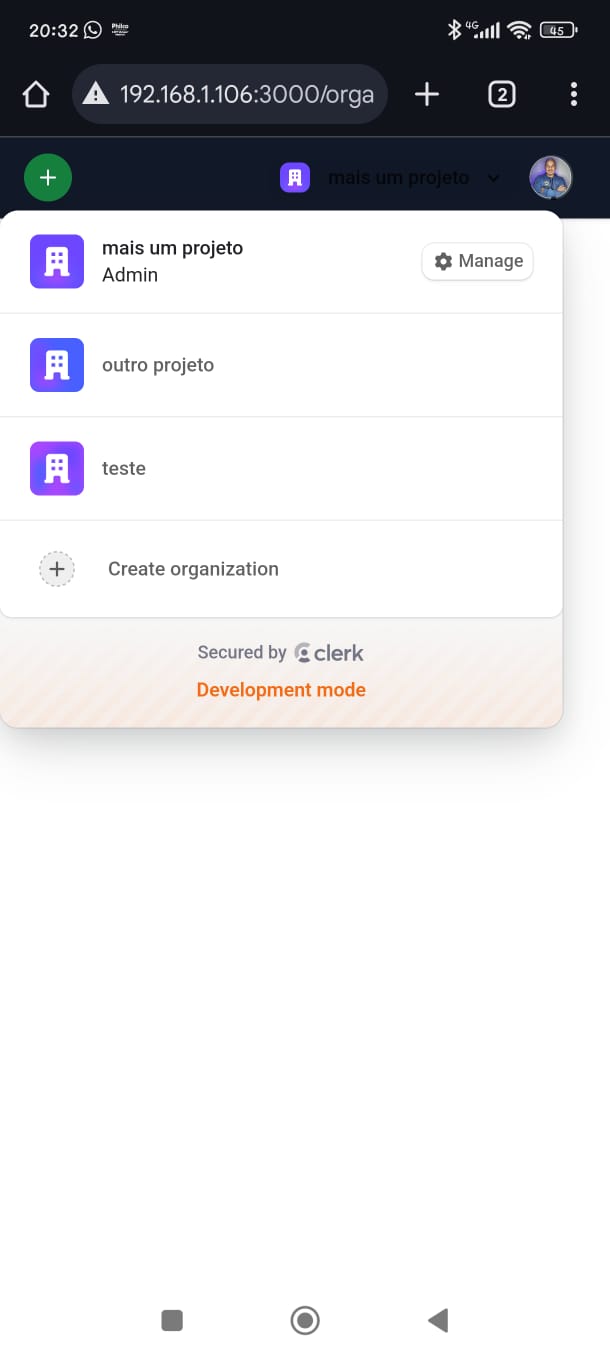 20:32 Philco
4G 45
192.168.1.106:3000/orga
2
mais um projeto
mais um projeto
Admin
Manage
outro projeto
teste
Create organization
Secured by clerk
Development mode